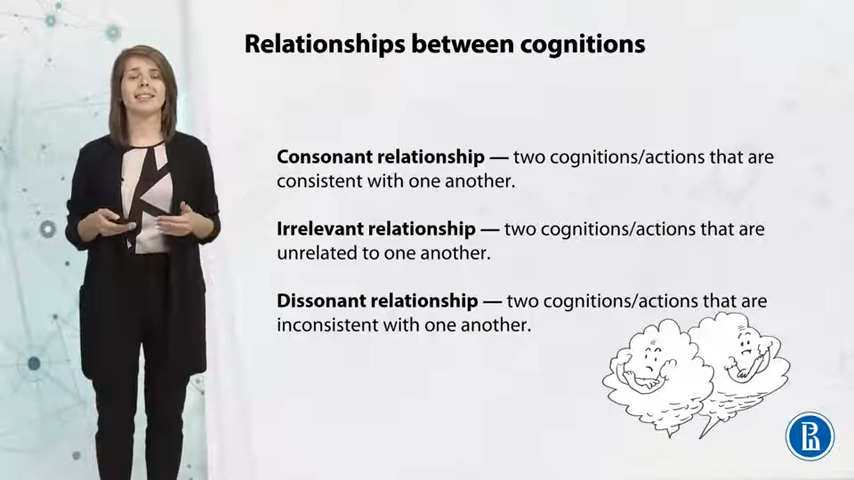 Relationships between cognitions
Consonant relationship — two cognitions/actions that are
consistent with one another.
Irrelevant relationship — two cognitions/actions that are
unrelated to one another.
Dissonant relationship — two cognitions/actions that are
inconsistent with one another.